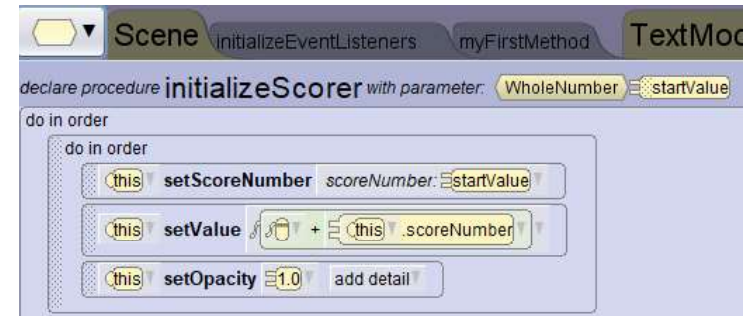 Scene initializeEventListeners myFirstMethod TextMod
declare procedure initializeScorer with parameter: WholeNumber startValue
do in order
do in order
this setScoreNumber scoreNumber: startValue
this setValue + this .scoreNumber
this setOpacity 1.0 add detail